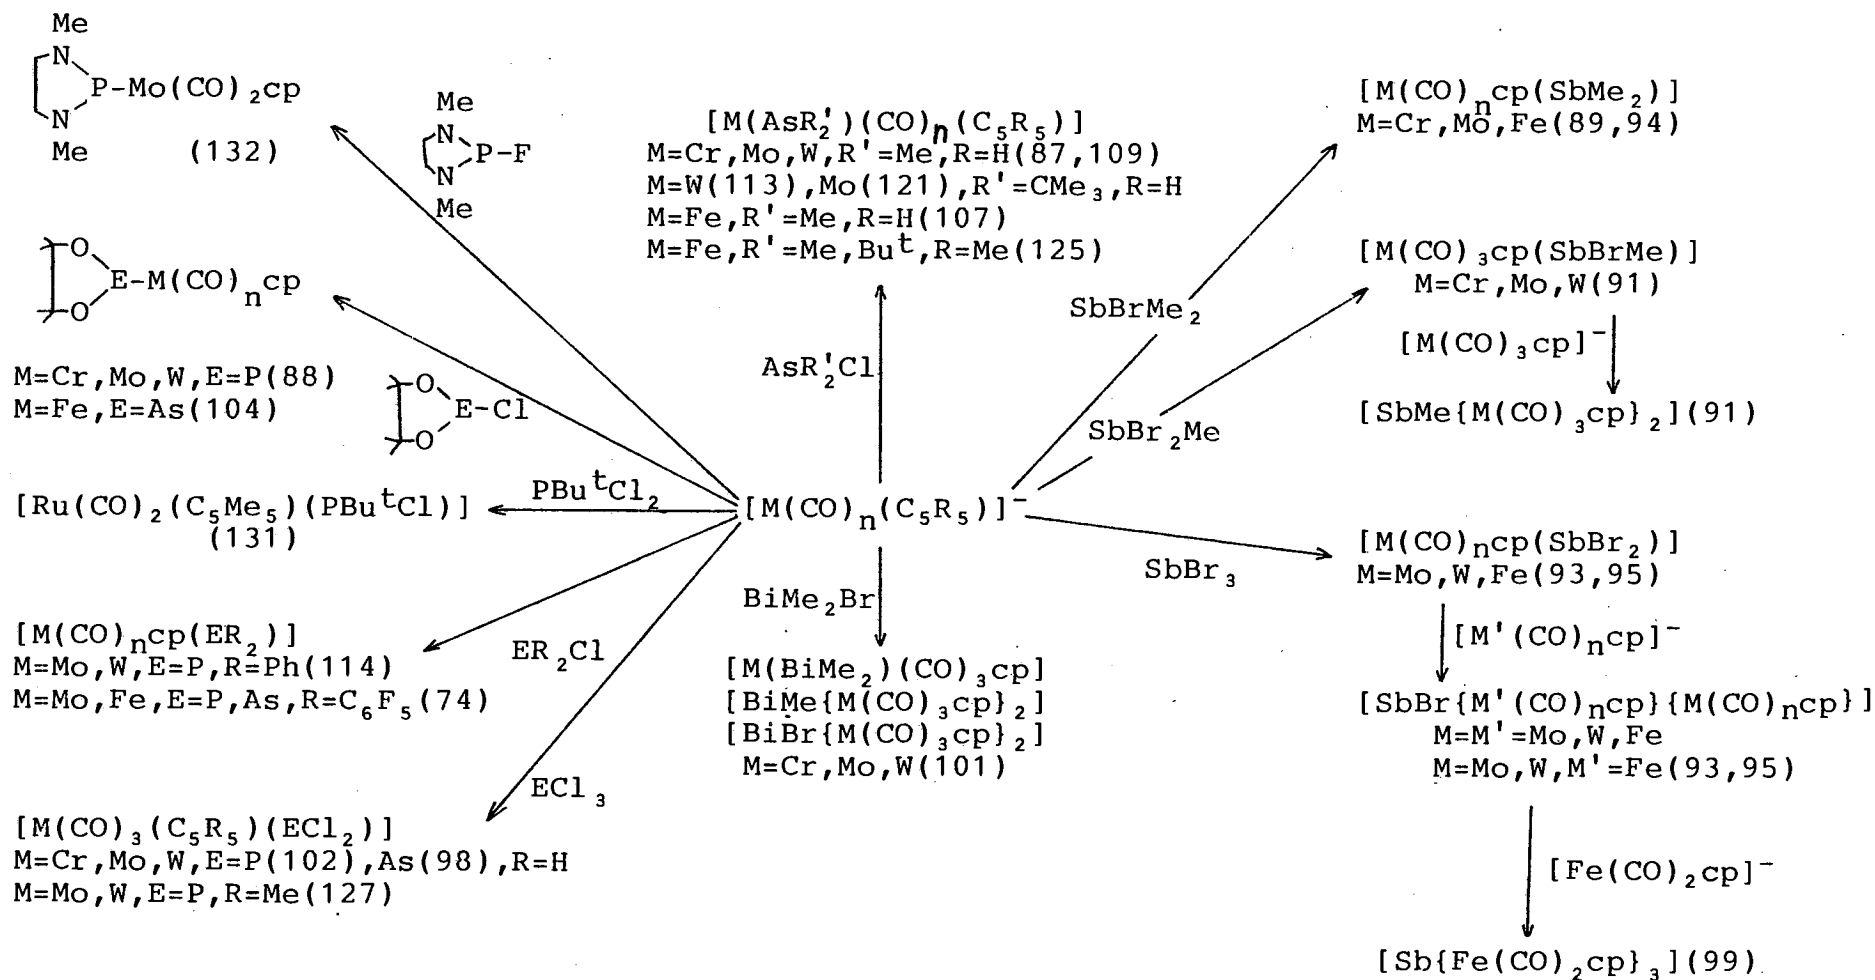 Me
N
P-Mo(CO)₂cp
N
Me
(132)
Me
N
P-F
N
Me
O
E-M(CO)ₙcp
O
M=Cr,Mo,W,E=P(88)
M=Fe,E=As(104)
O
E-Cl
O
[M(AsR'₂)(CO)ₙ(C₅R₅)]
M=Cr,Mo,W,R'=Me,R=H(87,109)
M=W(113),Mo(121),R'=CMe₃,R=H
M=Fe,R'=Me,R=H(107)
M=Fe,R'=Me,Buᵗ,R=Me(125)
AsR'₂Cl
[M(CO)ₙcp(SbMe₂)]
M=Cr,Mo,Fe(89,94)
SbBrMe₂
[M(CO)₃cp(SbBrMe)]
M=Cr,Mo,W(91)
[M(CO)₃cp]⁻
[SbMe{M(CO)₃cp}₂](91)
SbBr₂Me
[Ru(CO)₂(C₅Me₅)(PBuᵗCl)]
(131)
PBuᵗCl₂
[M(CO)ₙ(C₅R₅)]⁻
SbBr₃
[M(CO)ₙcp(SbBr₂)]
M=Mo,W,Fe(93,95)
[M'(CO)ₙcp]⁻
[SbBr{M'(CO)ₙcp}{M(CO)ₙcp}]
M=M'=Mo,W,Fe
M=Mo,W,M'=Fe(93,95)
[Fe(CO)₂cp]⁻
[Sb{Fe(CO)₂cp}₃](99)
BiMe₂Br
[M(BiMe₂)(CO)₃cp]
[BiMe{M(CO)₃cp}₂]
[BiBr{M(CO)₃cp}₂]
M=Cr,Mo,W(101)
[M(CO)ₙcp(ER₂)]
M=Mo,W,E=P,R=Ph(114)
M=Mo,Fe,E=P,As,R=C₆F₅(74)
ER₂Cl
ECl₃
[M(CO)₃(C₅R₅)(ECl₂)]
M=Cr,Mo,W,E=P(102),As(98),R=H
M=Mo,W,E=P,R=Me(127)